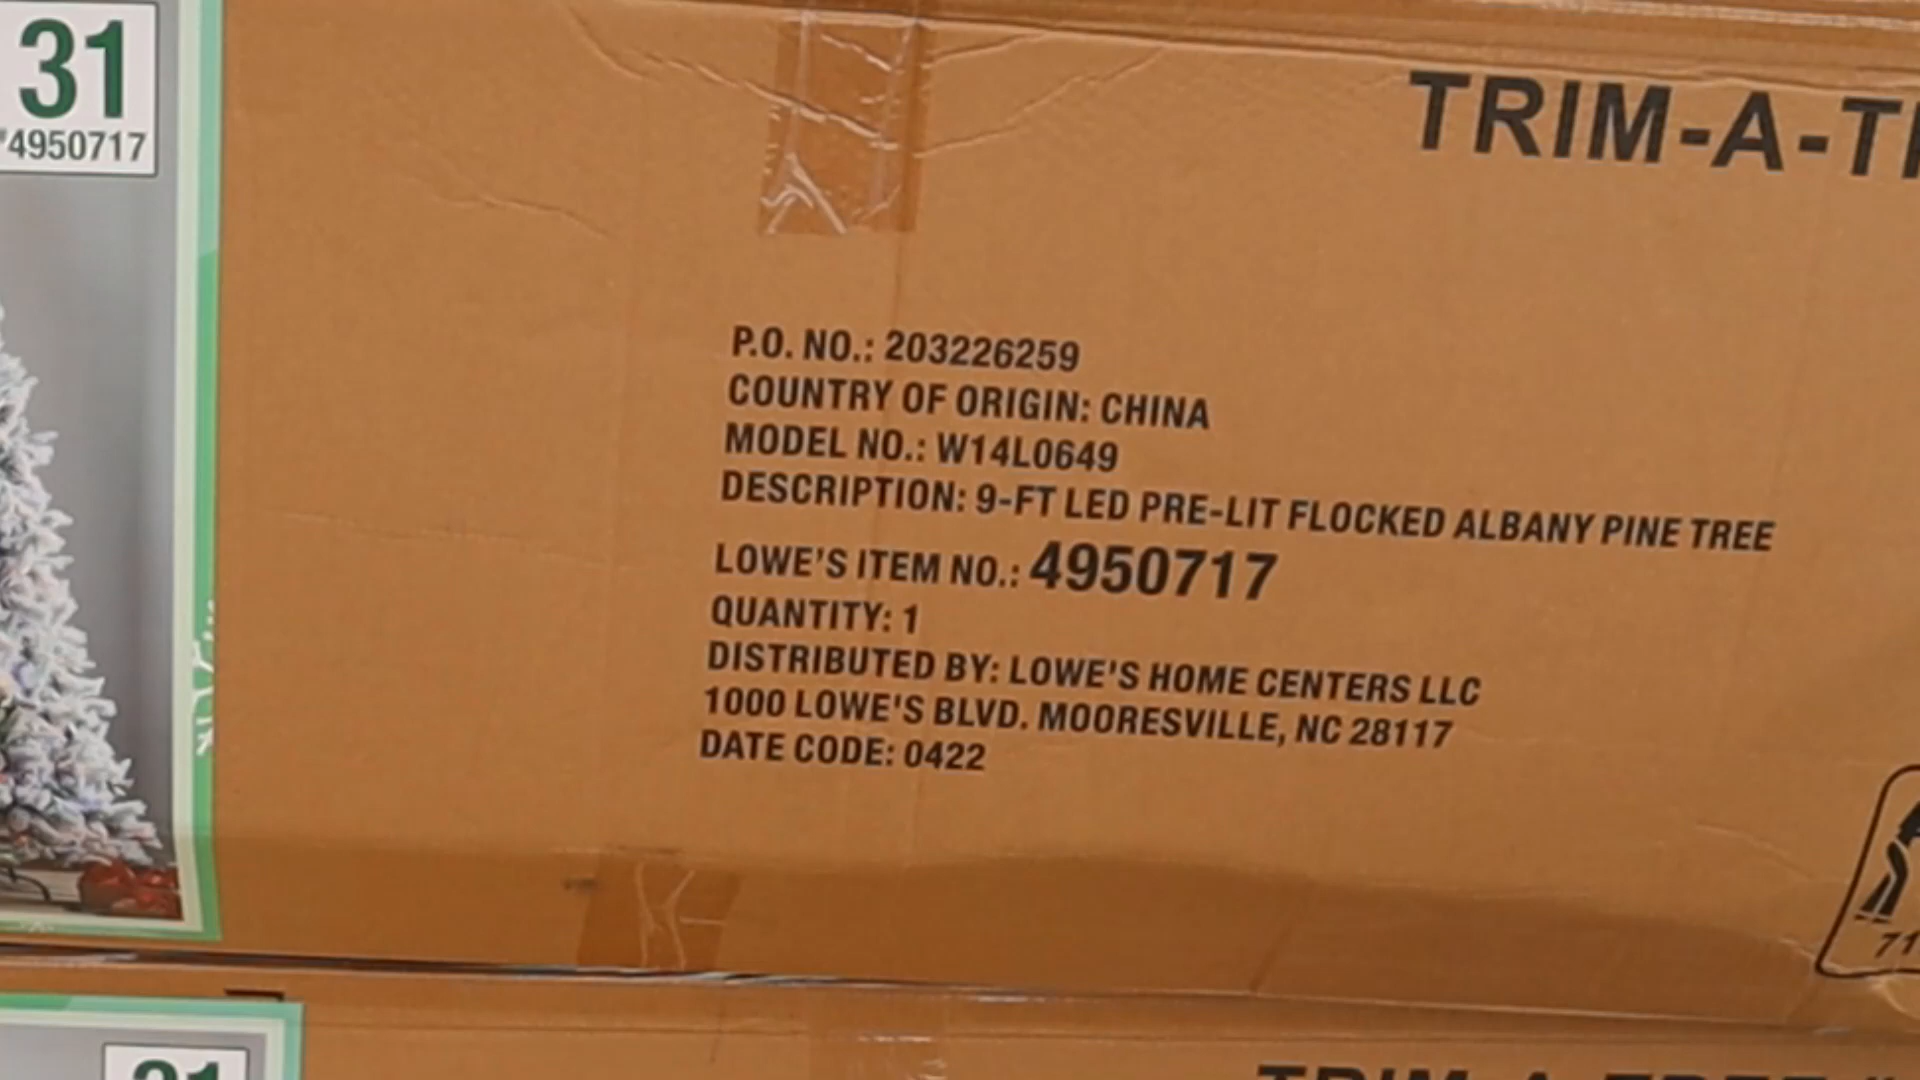 31
#4950717
TRIM-A-T
P.O. NO.: 203226259
COUNTRY OF ORIGIN: CHINA
MODEL NO.: W14L0649
DESCRIPTION: 9-FT LED PRE-LIT FLOCKED ALBANY PINE TREE
LOWE'S ITEM NO.: 4950717
QUANTITY: 1
DISTRIBUTED BY: LOWE'S HOME CENTERS LLC
1000 LOWE'S BLVD. MOORESVILLE, NC 28117
DATE CODE: 0422
71
31
TRIM-A-TREE